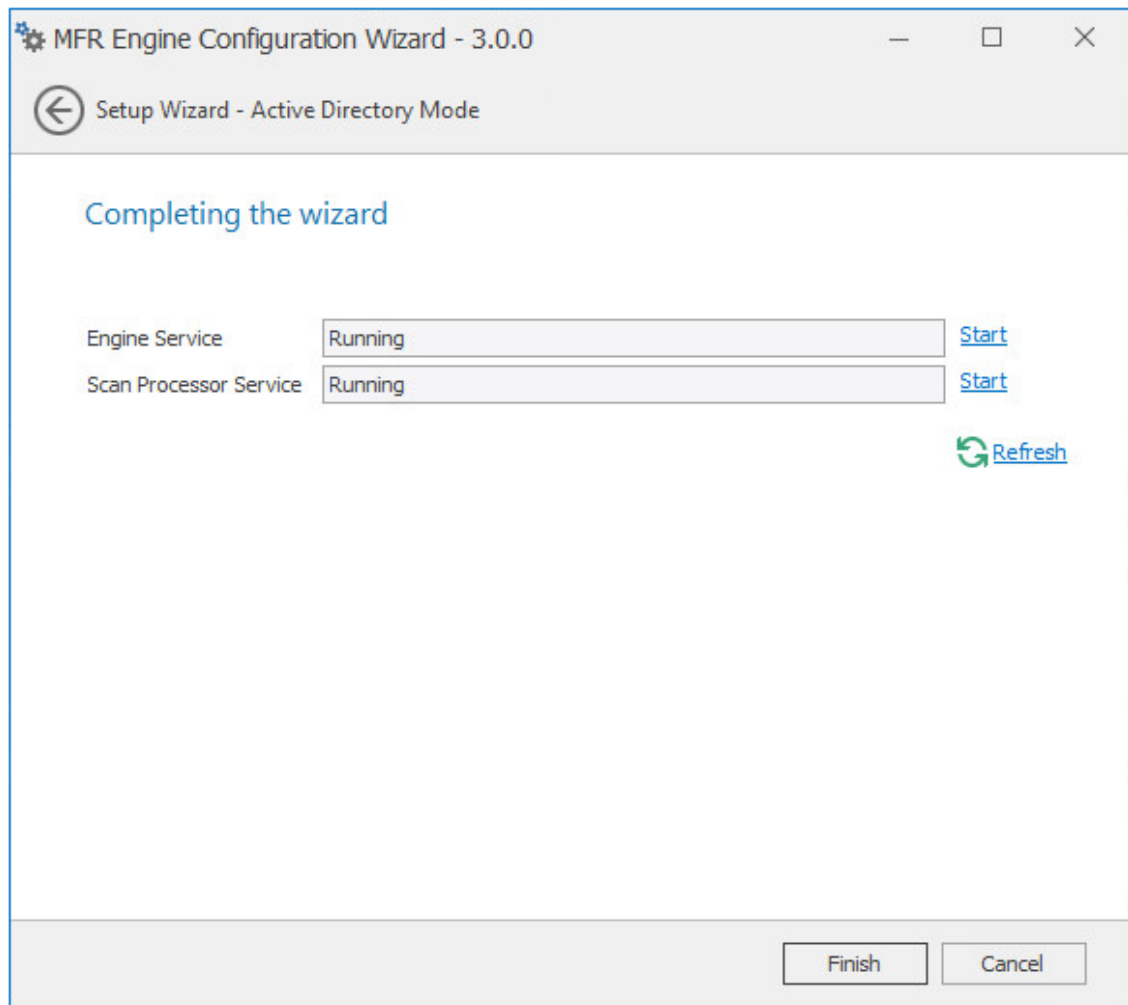 MFR Engine Configuration Wizard - 3.0.0
Setup Wizard - Active Directory Mode
Completing the wizard
Engine Service Running Start
Scan Processor Service Running Start
Refresh
Finish Cancel